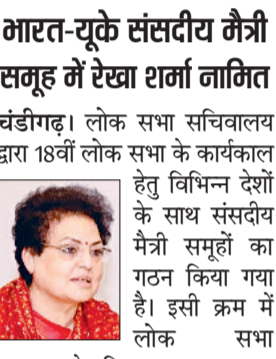 भारत-यूके संसदीय मैत्री
समूह में रेखा शर्मा नामित
चंडीगढ़। लोक सभा सचिवालय
द्वारा 18वीं लोक सभा के कार्यकाल
हेतु विभिन्न देशों
के साथ संसदीय
मैत्री समूहों का
गठन किया गया
है। इसी क्रम में
लोक सभा